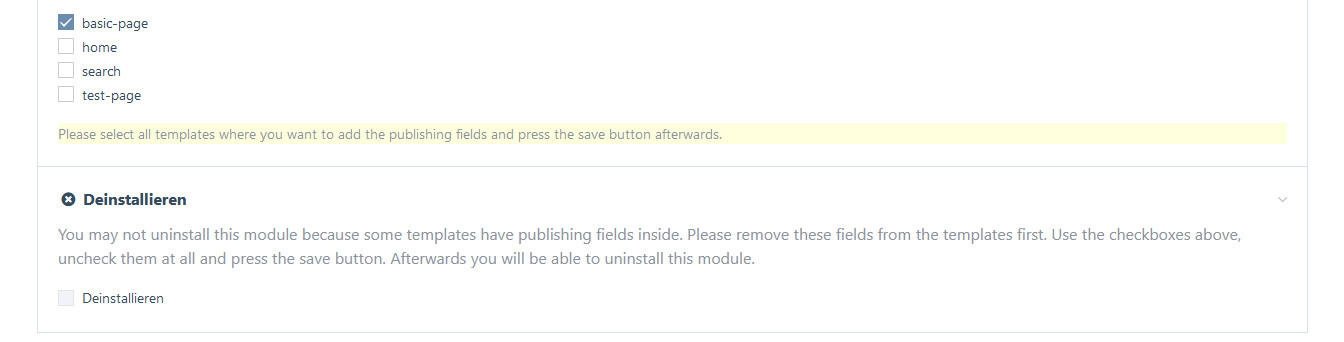 basic-page
home
search
test-page
Please select all templates where you want to add the publishing fields and press the save button afterwards.
Deinstallieren
You may not uninstall this module because some templates have publishing fields inside. Please remove these fields from the templates first. Use the checkboxes above,
uncheck them at all and press the save button. Afterwards you will be able to uninstall this module.
Deinstallieren